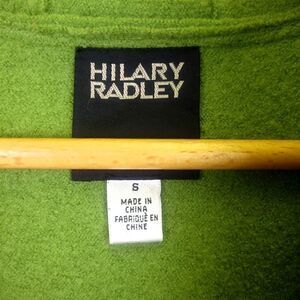 HILARY
RADLEY
S
MADE IN
CHINA
FABRIQUÉ EN
CHINE